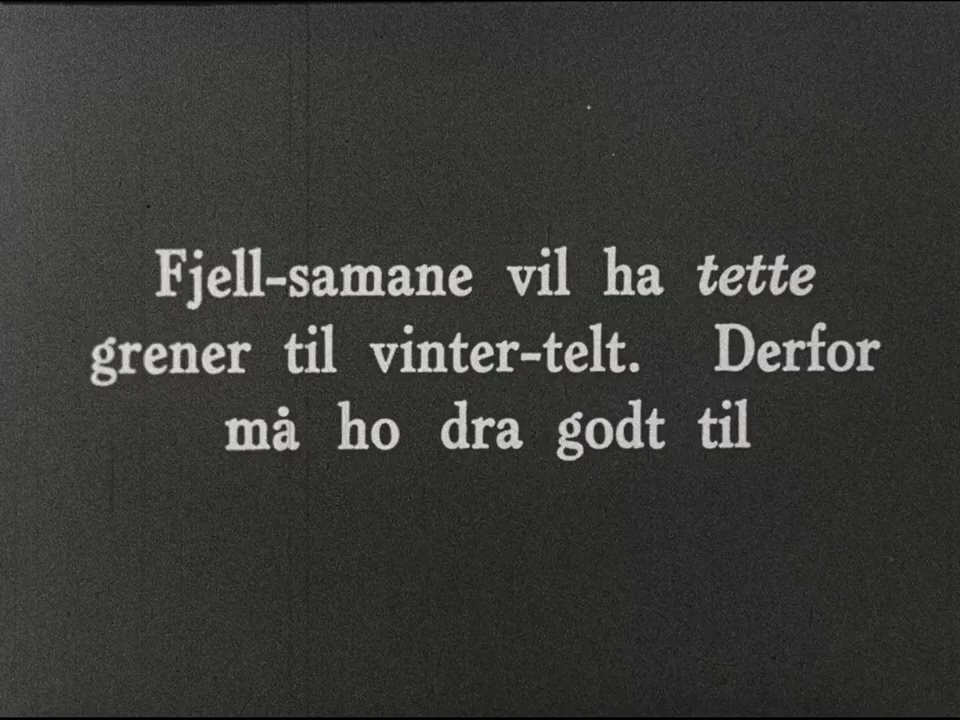 Fjell-samane vil ha tette
grener til vinter-telt. Derfor
må ho dra godt til